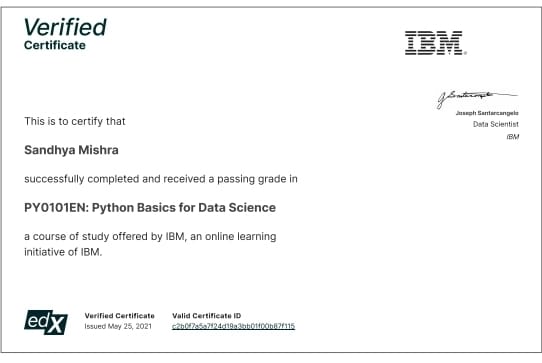 Verified
Certificate
IBM
Joseph Santarcangelo
Data Scientist
IBM
This is to certify that
Sandhya Mishra
successfully completed and received a passing grade in
PY0101EN: Python Basics for Data Science
a course of study offered by IBM, an online learning
initiative of IBM.
edX
Verified Certificate
Issued May 25, 2021
Valid Certificate ID
c2b0f7a5a7f24d19a3bb01f00b87f115